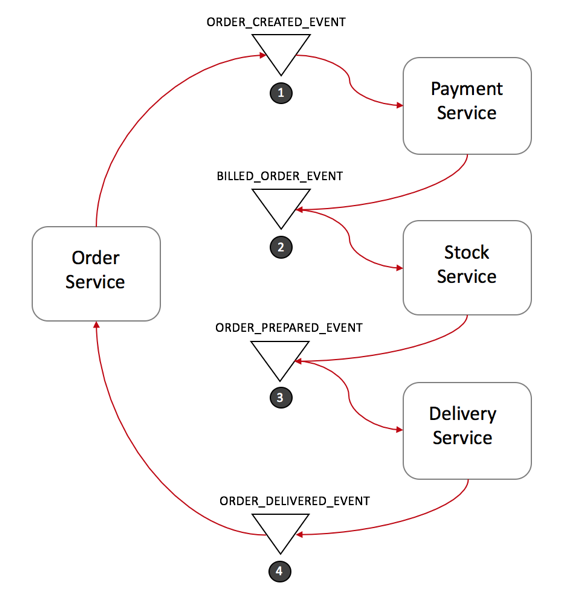 ORDER_CREATED_EVENT
1
Payment
Service
BILLED_ORDER_EVENT
2
Order
Service
Stock
Service
ORDER_PREPARED_EVENT
3
Delivery
Service
ORDER_DELIVERED_EVENT
4